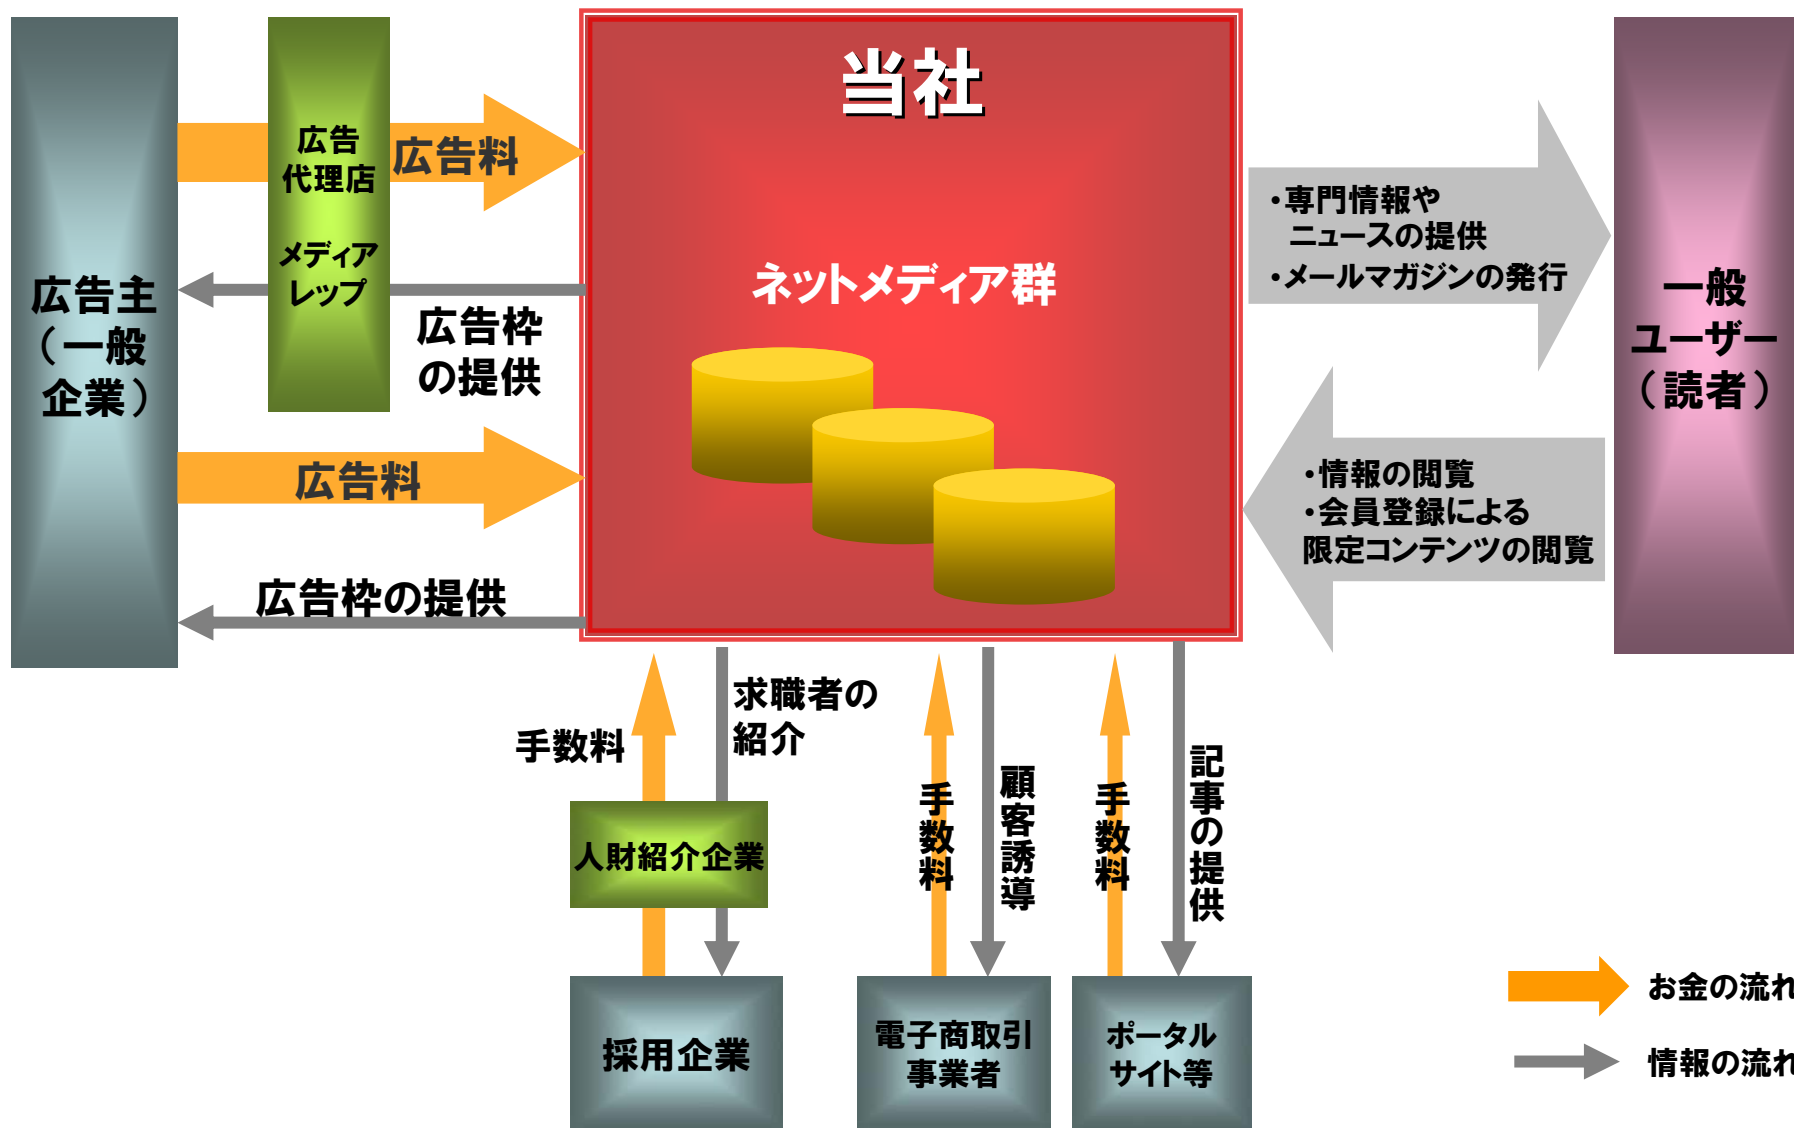 当社
ネットメディア群
広告
代理店
メディア
レップ
広告料
広告主
（一般
企業）
広告枠
の提供
広告料
広告枠の提供
・専門情報や
ニュースの提供
・メールマガジンの発行
一般
ユーザー
（読者）
・情報の閲覧
・会員登録による
限定コンテンツの閲覧
手数料
求職者の
紹介
人財紹介企業
採用企業
手数料
顧客誘導
電子商取引
事業者
手数料
記事の提供
ポータル
サイト等
お金の流れ
情報の流れ